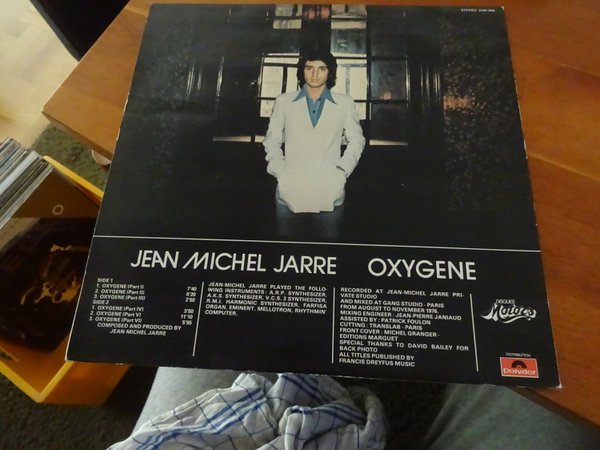 JEAN MICHEL JARRE OXYGENE
SIDE 1
1. OXYGENE (Part I) 7'40
2. OXYGENE (Part II) 8'20
3. OXYGENE (Part III) 2'50
SIDE 2
1. OXYGENE (Part IV) 3'50
2. OXYGENE (Part V) 11'10
3. OXYGENE (Part VI) 5'55
COMPOSED AND PRODUCED BY
JEAN-MICHEL JARRE
JEAN-MICHEL JARRE PLAYED THE FOLLO-
WING INSTRUMENTS : A.R.P. SYNTHESIZER,
A.K.S. SYNTHESIZER, V.C.S. 3 SYNTHESIZER,
R.M.I. HARMONIC SYNTHESIZER, FARFISA
ORGAN, EMINENT, MELLOTRON, RHYTHMIN'
COMPUTER.
RECORDED AT JEAN-MICHEL JARRE PRI-
VATE STUDIO
AND MIXED AT GANG STUDIO - PARIS
FROM AUGUST TO NOVEMBER 1976.
MIXING ENGINEER : JEAN-PIERRE JANIAUD
ASSISTED BY : PATRICK FOULON
CUTTING : TRANSLAB - PARIS
FRONT COVER : MICHEL GRANGER -
EDITIONS MARQUET
SPECIAL THANKS TO DAVID BAILEY FOR
BACK PHOTO
ALL TITLES PUBLISHED BY
FRANCIS DREYFUS MUSIC
DISQUES
Motors
DISTRIBUTION
Polydor